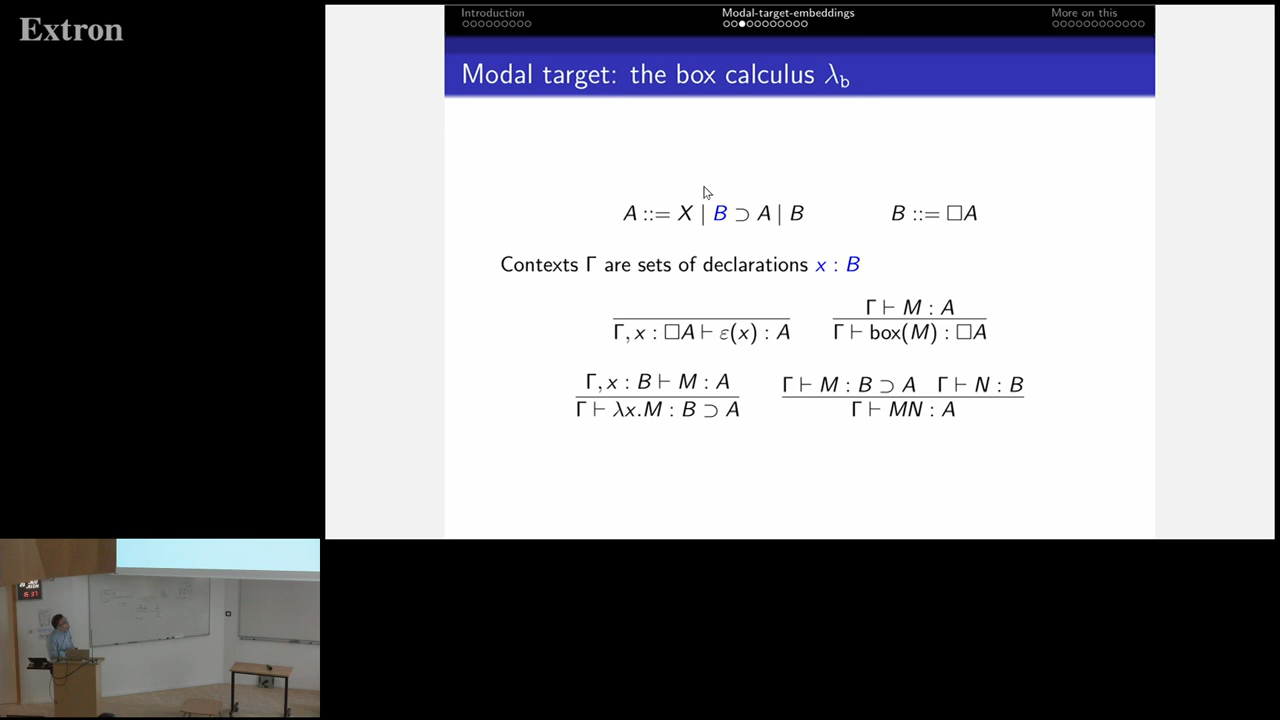 Extron
Introduction Modal-target-embeddings More on this
Modal target: the box calculus λ_b
A ::= X | B ⊃ A | B B ::= □A
Contexts Γ are sets of declarations x : B
Γ ⊢ M : A
Γ, x : □A ⊢ ε(x) : A Γ ⊢ box(M) : □A
Γ, x : B ⊢ M : A Γ ⊢ M : B ⊃ A Γ ⊢ N : B
Γ ⊢ λx.M : B ⊃ A Γ ⊢ MN : A